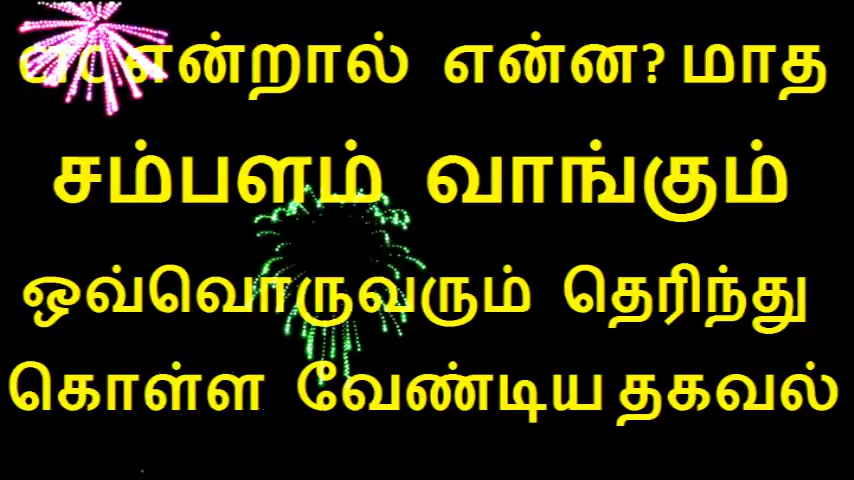 என்றால் என்ன? மாத
சம்பளம் வாங்கும்
ஒவ்வொருவரும் தெரிந்து
கொள்ள வேண்டிய தகவல்